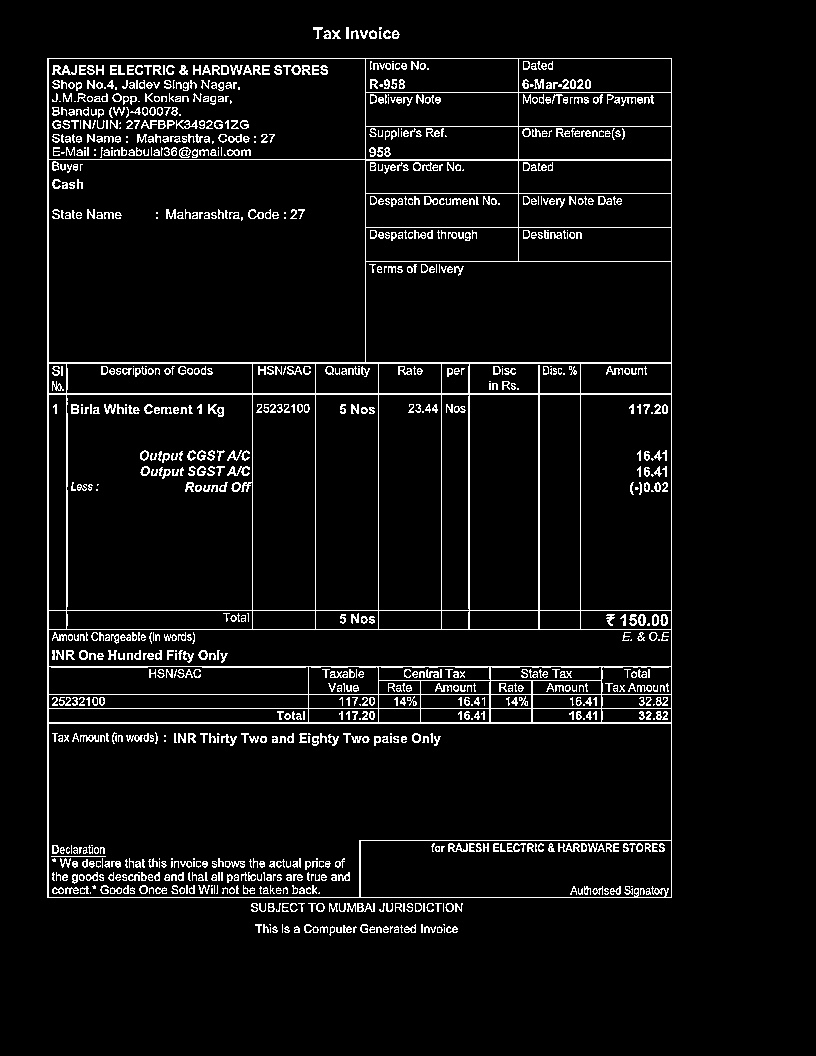 Tax Invoice
RAJESH ELECTRIC & HARDWARE STORES
Shop No.4, Jaldev Singh Nagar,
J.M.Road Opp. Konkan Nagar,
Bhandup (W)-400078.
GSTIN/UIN: 27AFBPK3492G1ZG
State Name : Maharashtra, Code : 27
E-Mail : jainbabulal36@gmail.com
Invoice No.
R-958
Dated
6-Mar-2020
Delivery Note
Mode/Terms of Payment
Supplier's Ref.
958
Other Reference(s)
Buyer
Cash
State Name : Maharashtra, Code : 27
Buyer's Order No.
Dated
Despatch Document No.
Delivery Note Date
Despatched through
Destination
Terms of Delivery
Sl No. Description of Goods HSN/SAC Quantity Rate per Disc in Rs. Disc. % Amount
1 Birla White Cement 1 Kg 25232100 5 Nos 23.44 Nos 117.20
Output CGST A/C 16.41
Output SGST A/C 16.41
Less : Round Off (-)0.02
Total 5 Nos ₹ 150.00
Amount Chargeable (in words) E. & O.E
INR One Hundred Fifty Only
HSN/SAC Taxable Value Central Tax Rate Amount State Tax Rate Amount Total Tax Amount
25232100 117.20 14% 16.41 14% 16.41 32.82
Total 117.20 16.41 16.41 32.82
Tax Amount (in words) : INR Thirty Two and Eighty Two paise Only
Declaration
* We declare that this invoice shows the actual price of
the goods described and that all particulars are true and
correct.* Goods Once Sold Will not be taken back.
for RAJESH ELECTRIC & HARDWARE STORES
Authorised Signatory
SUBJECT TO MUMBAI JURISDICTION
This is a Computer Generated Invoice